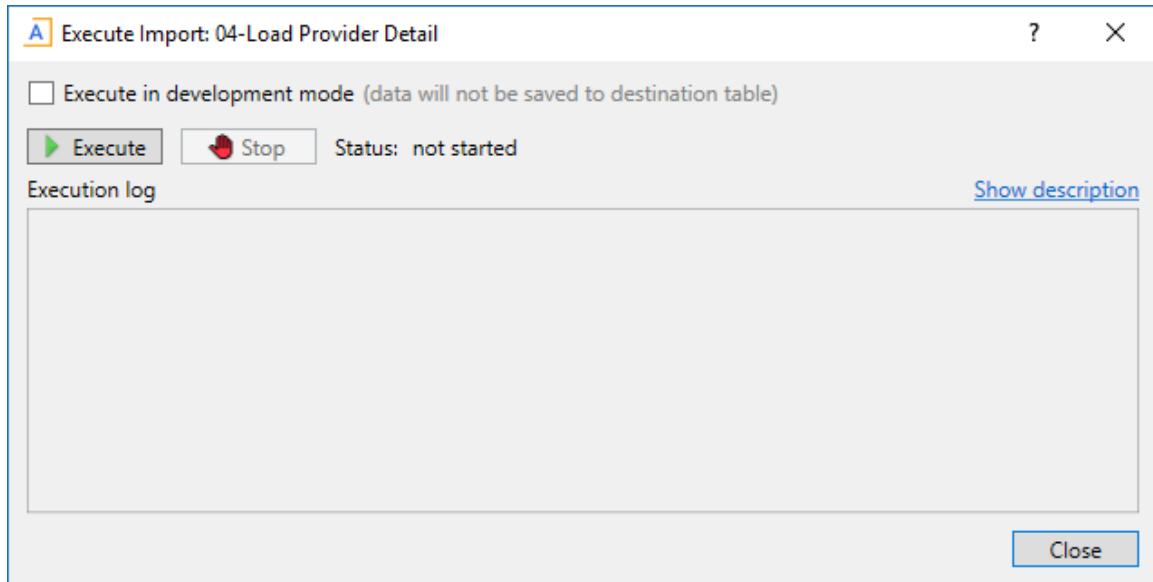 A Execute Import: 04-Load Provider Detail ?
Execute in development mode (data will not be saved to destination table)
Execute Stop Status: not started
Execution log Show description
Close